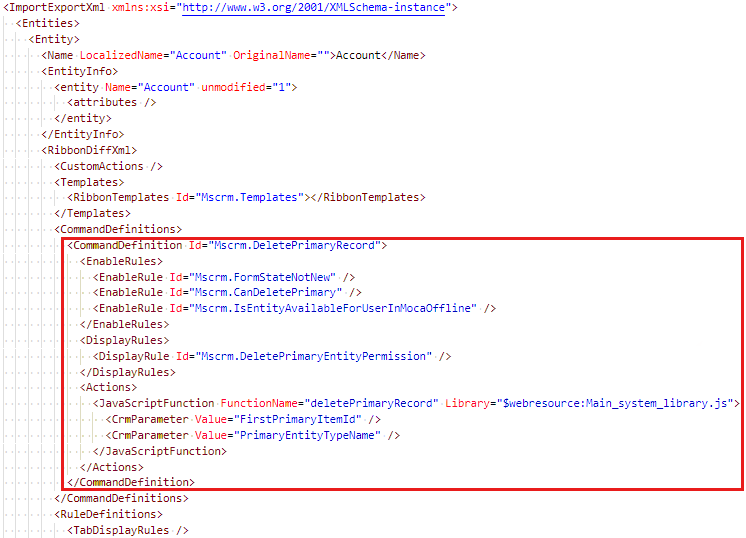 <ImportExportXml xmlns:xsi="http://www.w3.org/2001/XMLSchema-instance">
<Entities>
<Entity>
<Name LocalizedName="Account" OriginalName="">Account</Name>
<EntityInfo>
<entity Name="Account" unmodified="1">
<attributes />
</entity>
</EntityInfo>
<RibbonDiffXml>
<CustomActions />
<Templates>
<RibbonTemplates Id="Mscrm.Templates"></RibbonTemplates>
</Templates>
<CommandDefinitions>
<CommandDefinition Id="Mscrm.DeletePrimaryRecord">
<EnableRules>
<EnableRule Id="Mscrm.FormStateNotNew" />
<EnableRule Id="Mscrm.CanDeletePrimary" />
<EnableRule Id="Mscrm.IsEntityAvailableForUserInMocaOffline" />
</EnableRules>
<DisplayRules>
<DisplayRule Id="Mscrm.DeletePrimaryEntityPermission" />
</DisplayRules>
<Actions>
<JavaScriptFunction FunctionName="deletePrimaryRecord" Library="$webresource:Main_system_library.js">
<CrmParameter Value="FirstPrimaryItemId" />
<CrmParameter Value="PrimaryEntityTypeName" />
</JavaScriptFunction>
</Actions>
</CommandDefinition>
</CommandDefinitions>
<RuleDefinitions>
<TabDisplayRules />